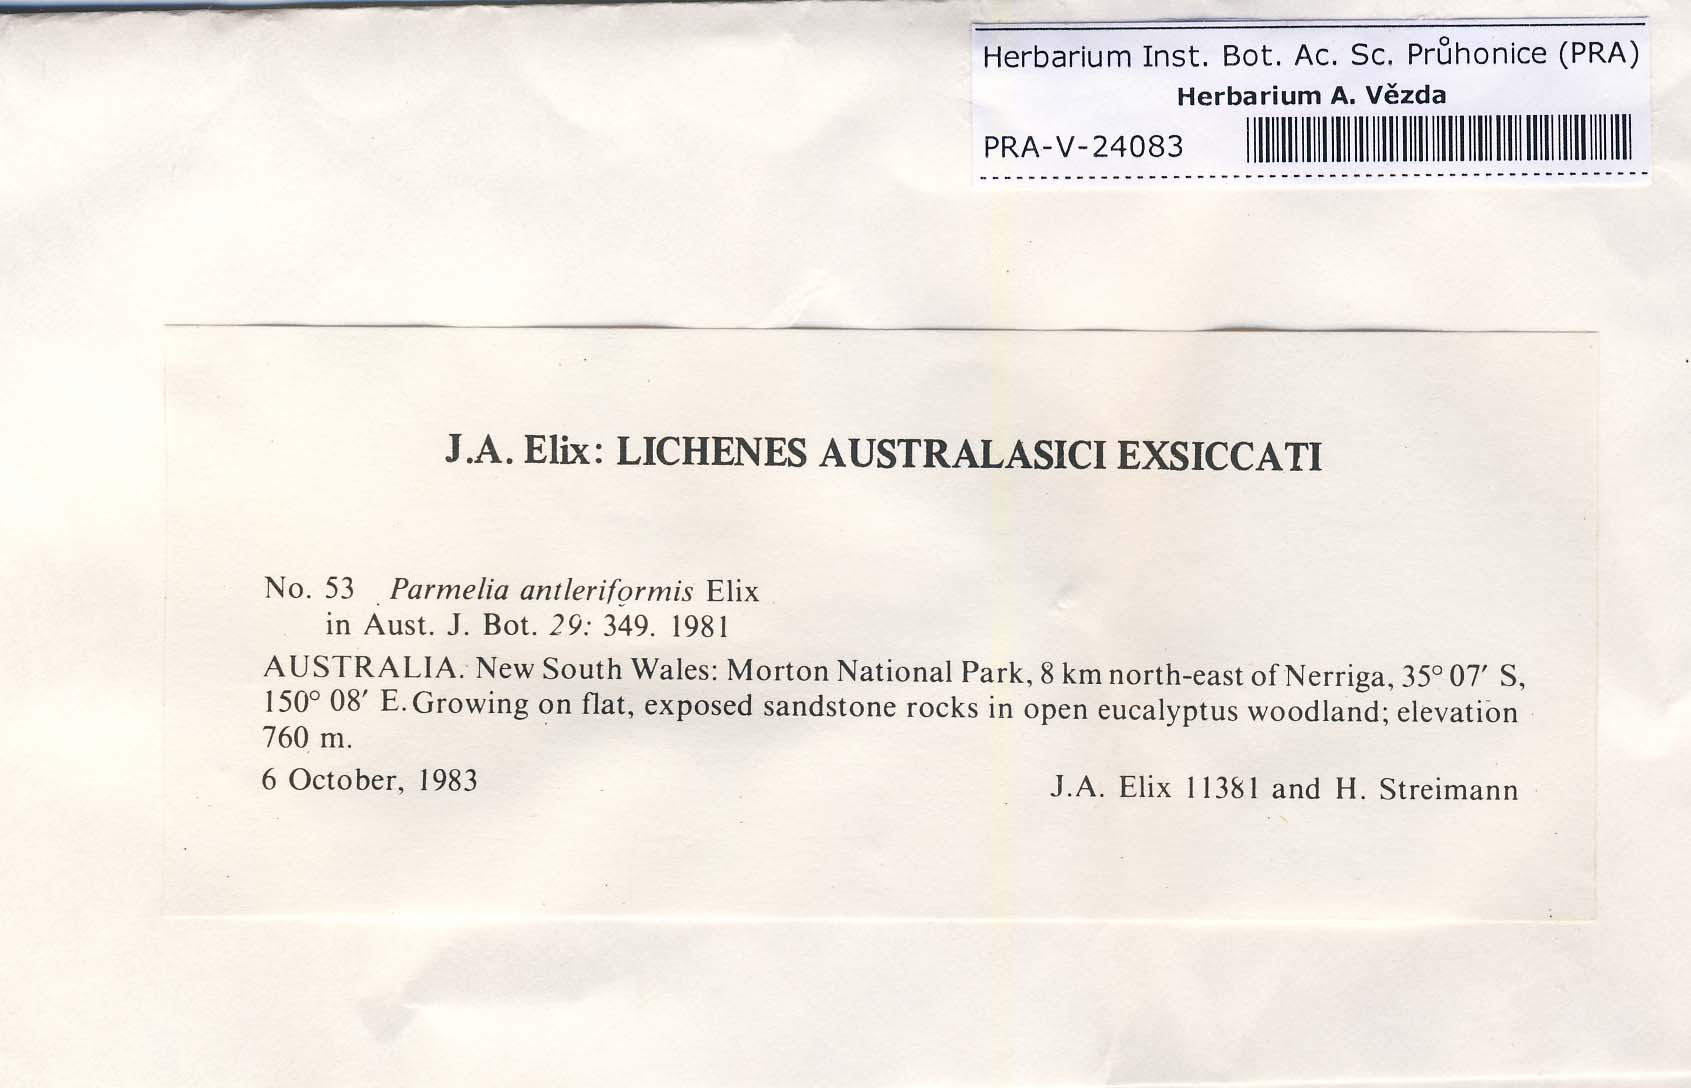 Herbarium Inst. Bot. Ac. Sc. Průhonice (PRA)
Herbarium A. Vězda
PRA-V-24083
J.A. Elix: LICHENES AUSTRALASICI EXSICCATI
No. 53 Parmelia antleriformis Elix
in Aust. J. Bot. 29: 349. 1981
AUSTRALIA. New South Wales: Morton National Park, 8 km north-east of Nerriga, 35° 07′ S,
150° 08′ E. Growing on flat, exposed sandstone rocks in open eucalyptus woodland; elevation
760 m.
6 October, 1983
J.A. Elix 11381 and H. Streimann